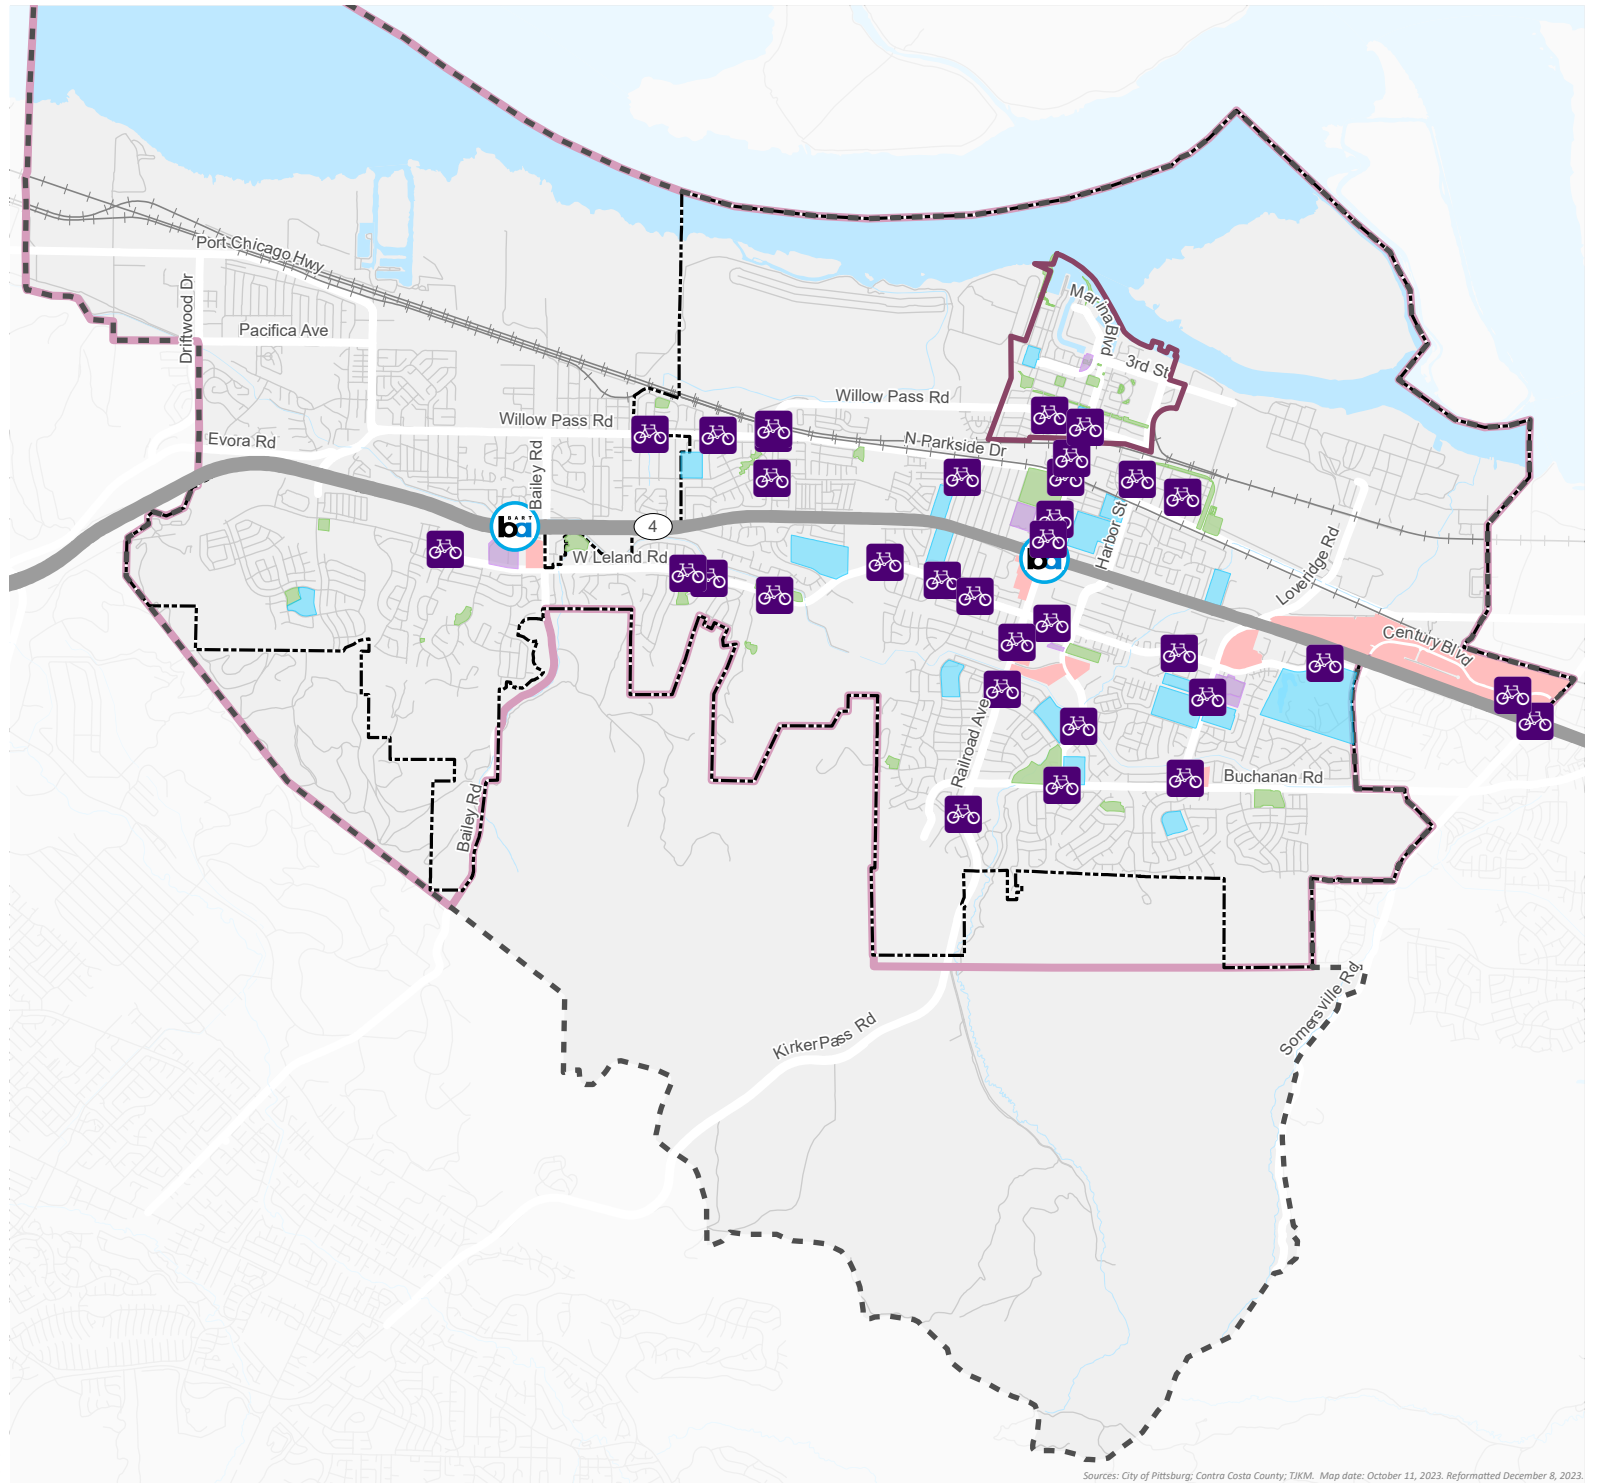 Port Chicago Hwy
Driftwood Dr
Pacifica Ave
Marina Blvd
3rd St
Willow Pass Rd
Willow Pass Rd
Evora Rd
N Parkside Dr
Bailey Rd
BART
ba
4
W Leland Rd
ba
Harbor St
Loveridge Rd
Century Blvd
Railroad Ave
Buchanan Rd
Bailey Rd
Kirker Pass Rd
Somersville Rd
Sources: City of Pittsburg; Contra Costa County; TJKM. Map date: October 11, 2023. Reformatted December 8, 2023.